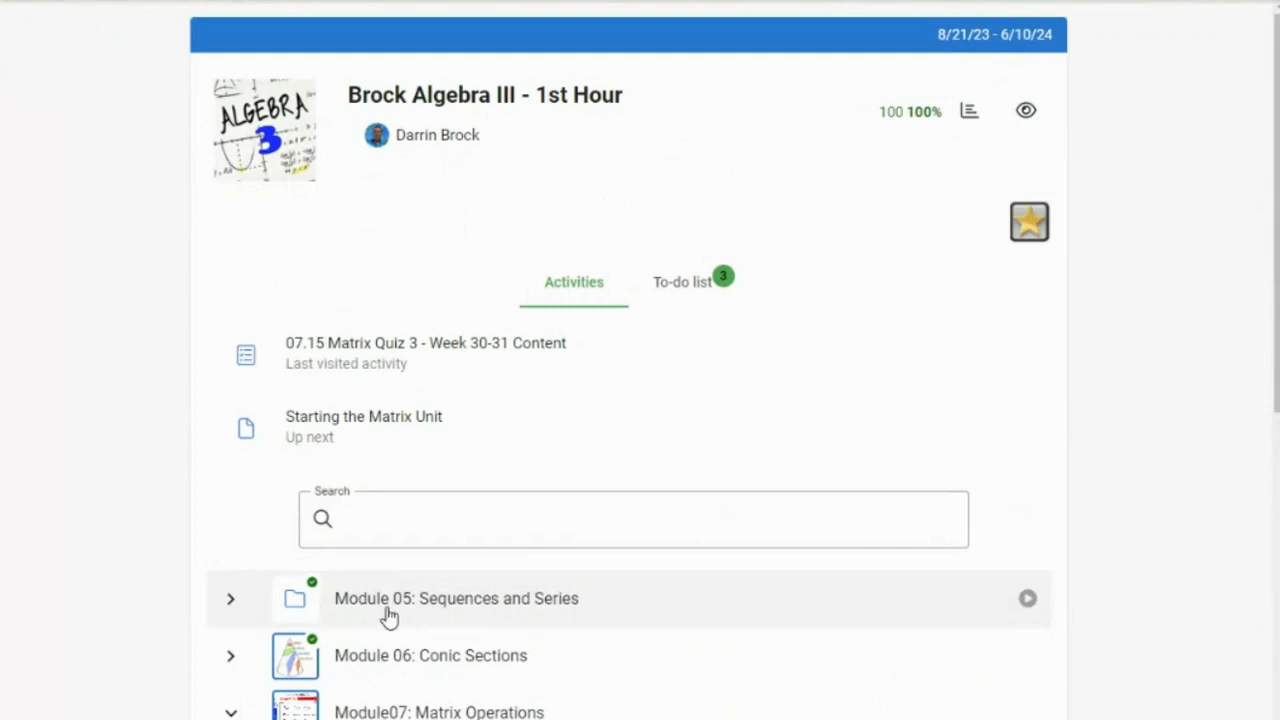 8/21/23 - 6/10/24
ALGEBRA
3
Brock Algebra III - 1st Hour
100 100%
Darrin Brock
Activities
To-do list
3
07.15 Matrix Quiz 3 - Week 30-31 Content
Last visited activity
Starting the Matrix Unit
Up next
Search
Module 05: Sequences and Series
Module 06: Conic Sections
Module07: Matrix Operations